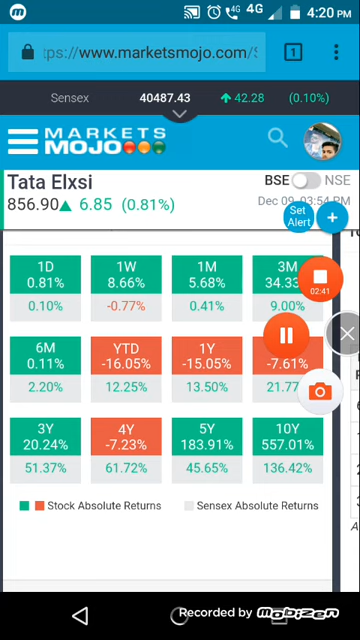 4G 4G 4:20 PM
ps://www.marketsmojo.com/S
1
Sensex 40487.43 42.28 (0.10%)
MARKETS
MOJO
Tata Elxsi
BSE NSE
856.90 6.85 (0.81%)
Dec 09, 03:54 PM
Set
Alert
+
1D 1W 1M 3M
0.81% 8.66% 5.68% 34.33
0.10% -0.77% 0.41% 9.00%
02:41
6M YTD 1Y
0.11% -16.05% -15.05% -7.61%
2.20% 12.25% 13.50% 21.77
3Y 4Y 5Y 10Y
20.24% -7.23% 183.91% 557.01%
51.37% 61.72% 45.65% 136.42%
Stock Absolute Returns Sensex Absolute Returns
Recorded by mobizen